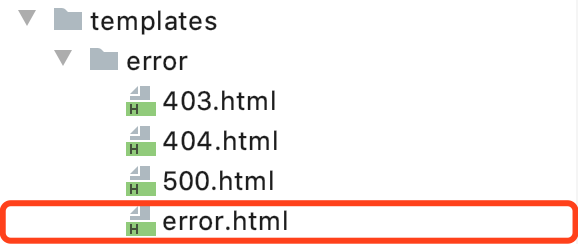 templates
error
H 403.html
H 404.html
H 500.html
H error.html